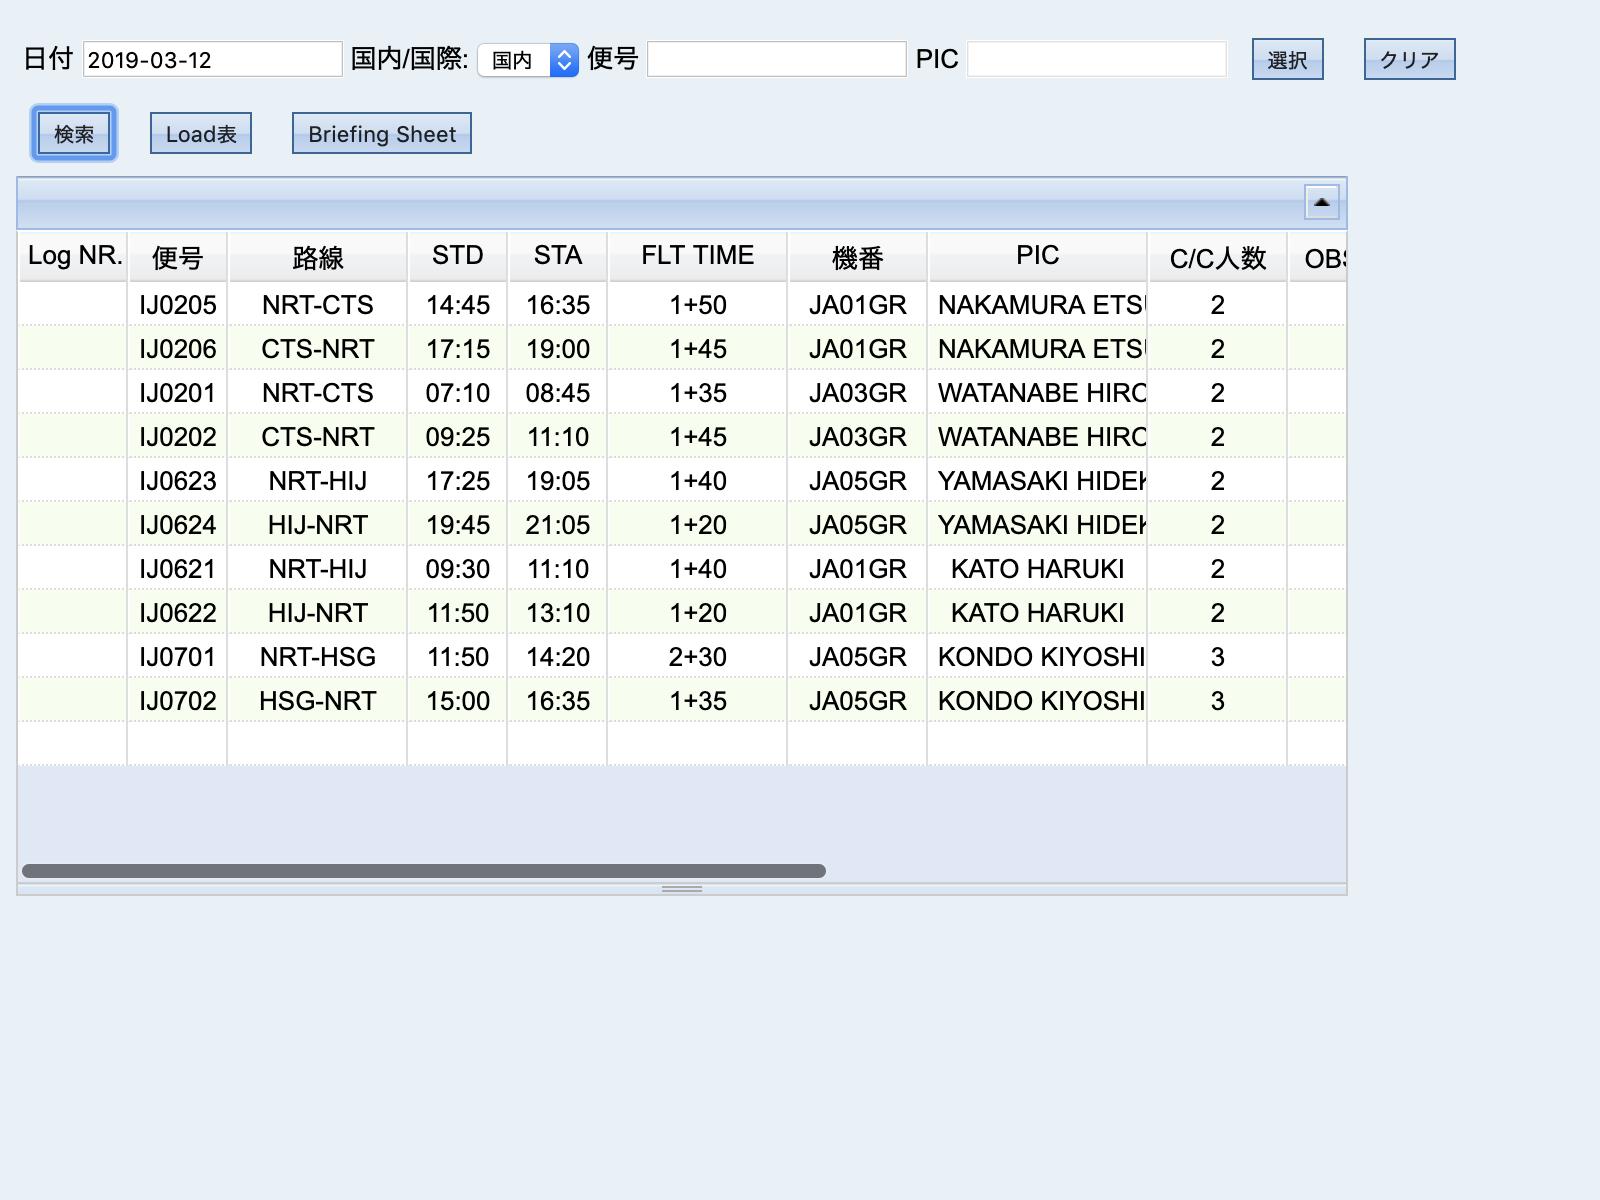 日付 2019-03-12 国内/国際: 国内 便号 PIC 選択 クリア
検索 Load表 Briefing Sheet
Log NR. 便号 路線 STD STA FLT TIME 機番 PIC C/C人数 OBS
IJ0205 NRT-CTS 14:45 16:35 1+50 JA01GR NAKAMURA ETSU 2
IJ0206 CTS-NRT 17:15 19:00 1+45 JA01GR NAKAMURA ETSU 2
IJ0201 NRT-CTS 07:10 08:45 1+35 JA03GR WATANABE HIRO 2
IJ0202 CTS-NRT 09:25 11:10 1+45 JA03GR WATANABE HIRO 2
IJ0623 NRT-HIJ 17:25 19:05 1+40 JA05GR YAMASAKI HIDEK 2
IJ0624 HIJ-NRT 19:45 21:05 1+20 JA05GR YAMASAKI HIDEK 2
IJ0621 NRT-HIJ 09:30 11:10 1+40 JA01GR KATO HARUKI 2
IJ0622 HIJ-NRT 11:50 13:10 1+20 JA01GR KATO HARUKI 2
IJ0701 NRT-HSG 11:50 14:20 2+30 JA05GR KONDO KIYOSHI 3
IJ0702 HSG-NRT 15:00 16:35 1+35 JA05GR KONDO KIYOSHI 3